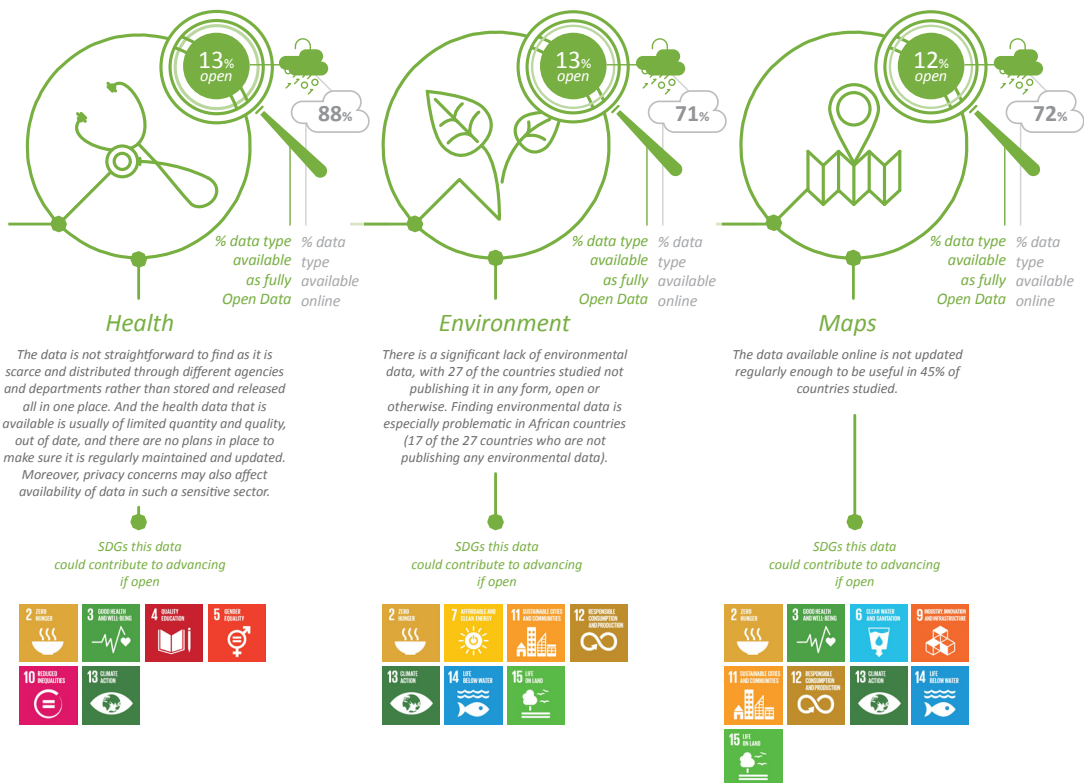 13%
open
88%
% data type
available
as fully
Open Data
% data
type
available
online
Health
The data is not straightforward to find as it is
scarce and distributed through different agencies
and departments rather than stored and released
all in one place. And the health data that is
available is usually of limited quantity and quality,
out of date, and there are no plans in place to
make sure it is regularly maintained and updated.
Moreover, privacy concerns may also affect
availability of data in such a sensitive sector.
SDGs this data
could contribute to advancing
if open
2 ZERO
HUNGER
3 GOOD HEALTH
AND WELL-BEING
4 QUALITY
EDUCATION
5 GENDER
EQUALITY
10 REDUCED
INEQUALITIES
13 CLIMATE
ACTION
13%
open
71%
% data type
available
as fully
Open Data
% data
type
available
online
Environment
There is a significant lack of environmental
data, with 27 of the countries studied not
publishing it in any form, open or
otherwise. Finding environmental data is
especially problematic in African countries
(17 of the 27 countries who are not
publishing any environmental data).
SDGs this data
could contribute to advancing
if open
2 ZERO
HUNGER
7 AFFORDABLE AND
CLEAN ENERGY
11 SUSTAINABLE CITIES
AND COMMUNITIES
12 RESPONSIBLE
CONSUMPTION
AND PRODUCTION
13 CLIMATE
ACTION
14 LIFE
BELOW WATER
15 LIFE
ON LAND
12%
open
72%
% data type
available
as fully
Open Data
% data
type
available
online
Maps
The data available online is not updated
regularly enough to be useful in 45% of
countries studied.
SDGs this data
could contribute to advancing
if open
2 ZERO
HUNGER
3 GOOD HEALTH
AND WELL-BEING
6 CLEAN WATER
AND SANITATION
9 INDUSTRY, INNOVATION
AND INFRASTRUCTURE
11 SUSTAINABLE CITIES
AND COMMUNITIES
12 RESPONSIBLE
CONSUMPTION
AND PRODUCTION
13 CLIMATE
ACTION
14 LIFE
BELOW WATER
15 LIFE
ON LAND